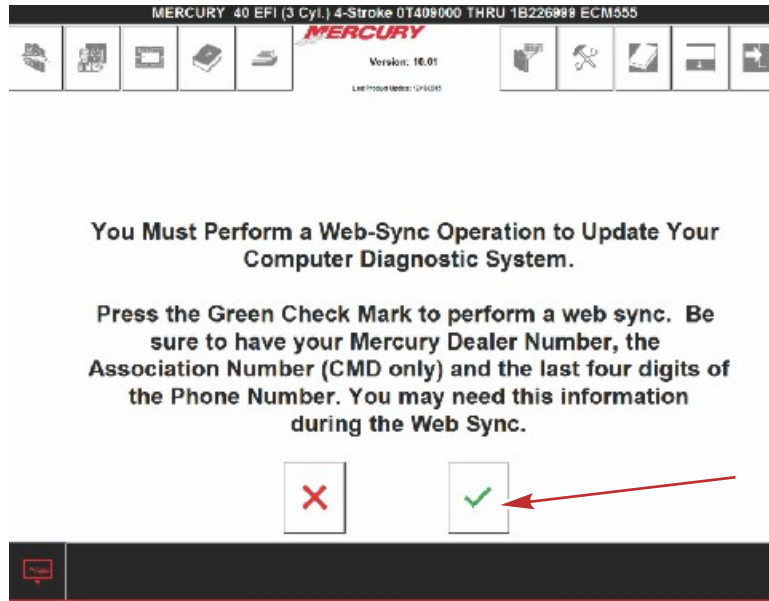 MERCURY 40 EFI (3 Cyl.) 4-Stroke 0T409000 THRU 1B226999 ECM555
MERCURY
Version: 10.01
You Must Perform a Web-Sync Operation to Update Your
Computer Diagnostic System.
Press the Green Check Mark to perform a web sync. Be
sure to have your Mercury Dealer Number, the
Association Number (CMD only) and the last four digits of
the Phone Number. You may need this information
during the Web Sync.